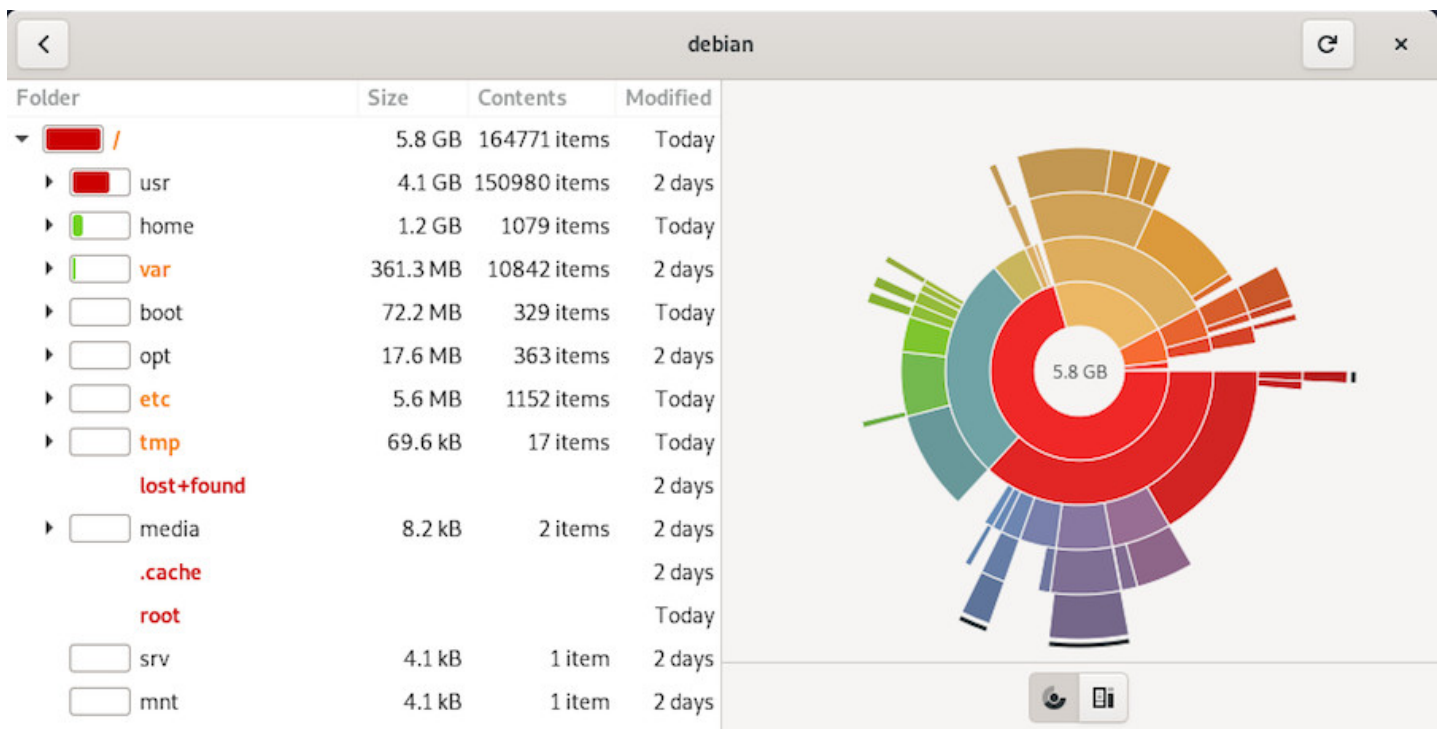 debian
Folder Size Contents Modified
/ 5.8 GB 164771 items Today
usr 4.1 GB 150980 items 2 days
home 1.2 GB 1079 items Today
var 361.3 MB 10842 items 2 days
boot 72.2 MB 329 items Today
opt 17.6 MB 363 items Today
etc 5.6 MB 1152 items Today
tmp 69.6 kB 17 items Today
lost+found 2 days
media 8.2 kB 2 items 2 days
.cache 2 days
root Today
srv 4.1 kB 1 item 2 days
mnt 4.1 kB 1 item 2 days
5.8 GB